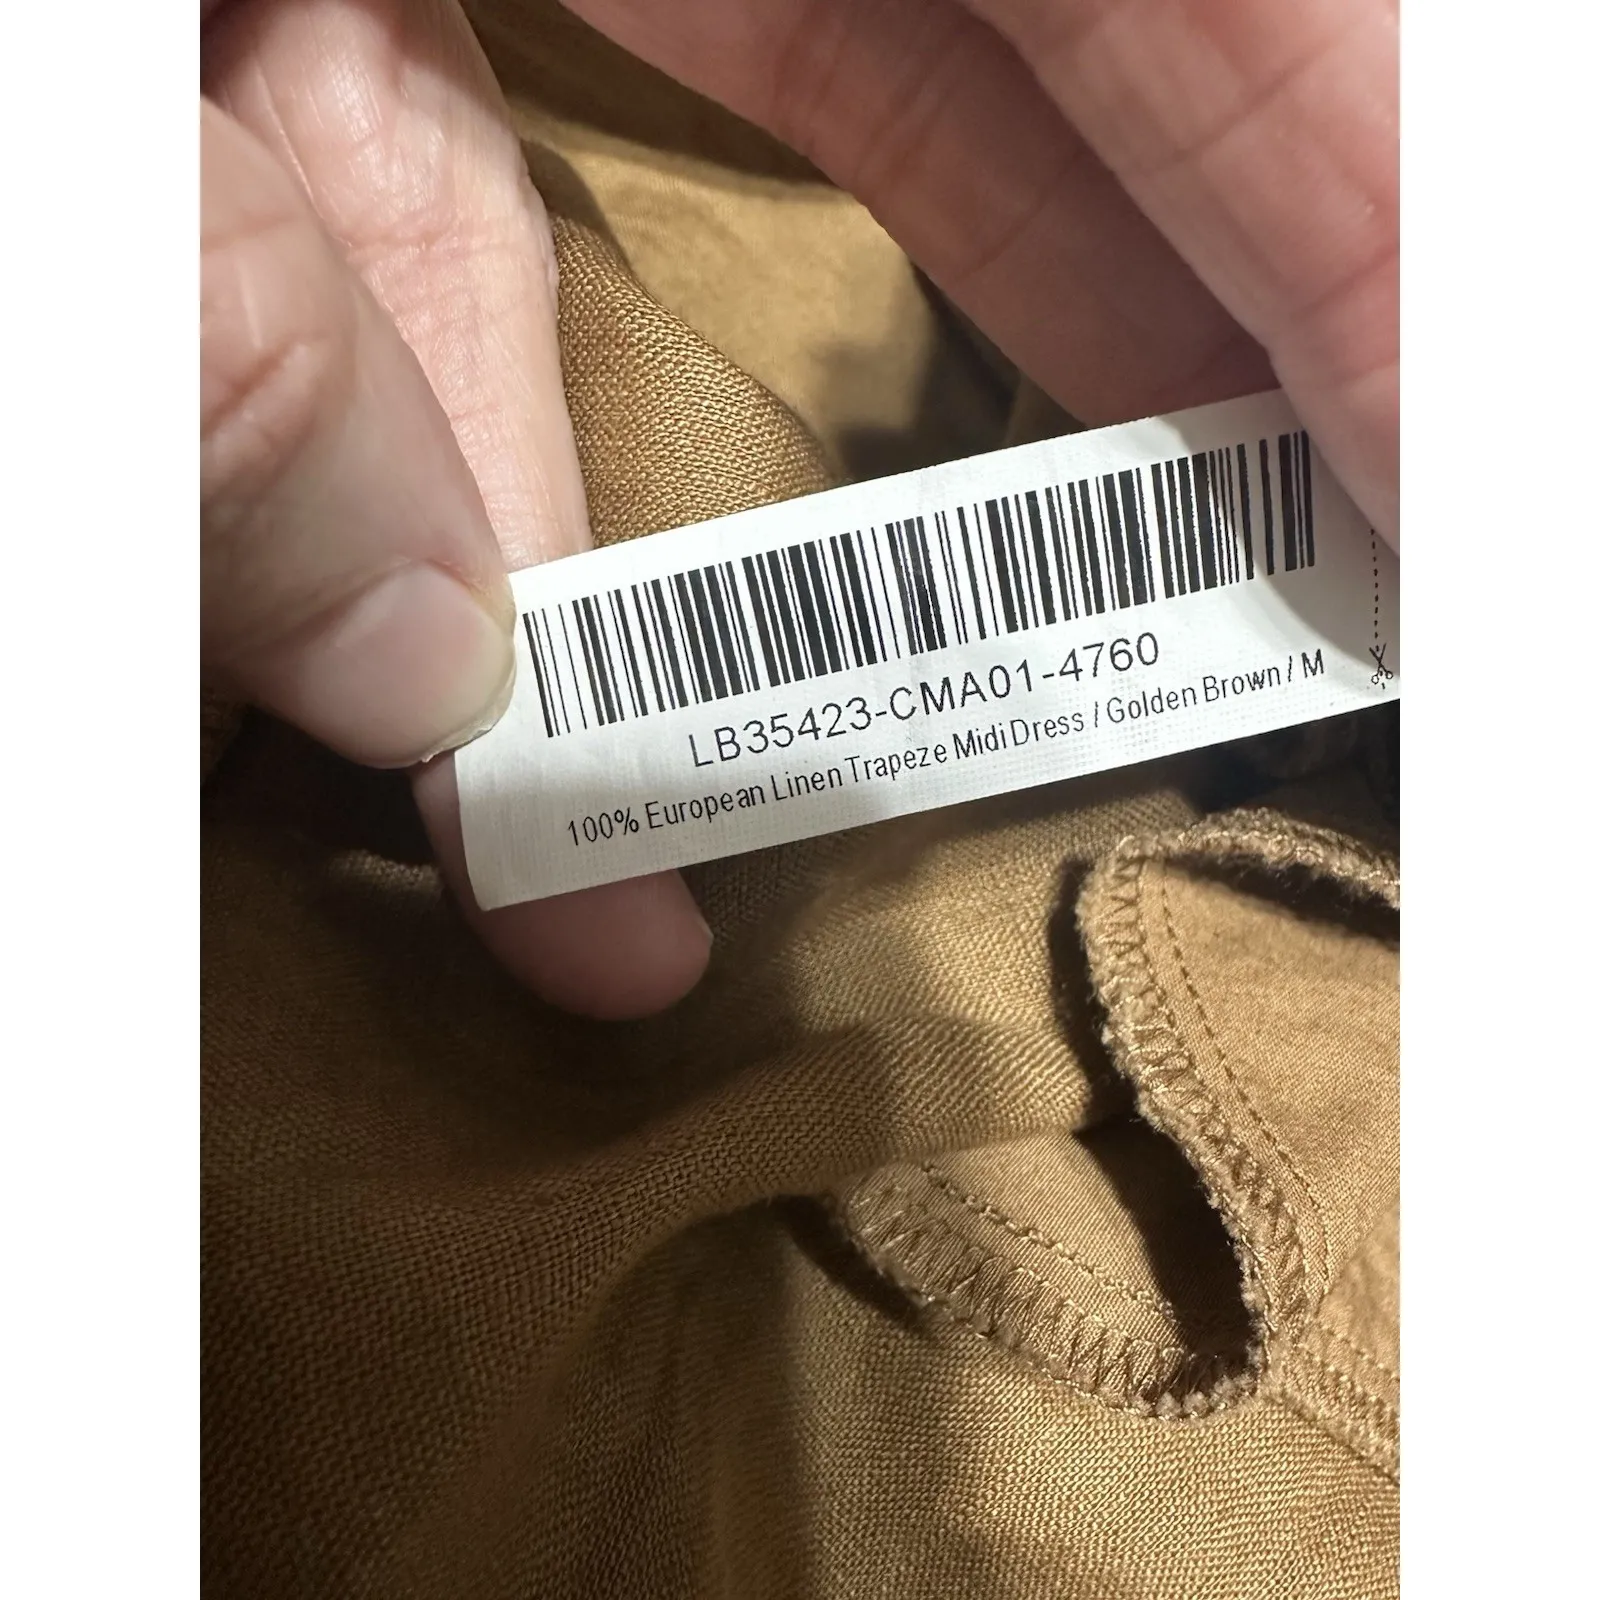 LB35423-CMA01-4760
100% European Linen Trapeze Midi Dress / Golden Brown / M